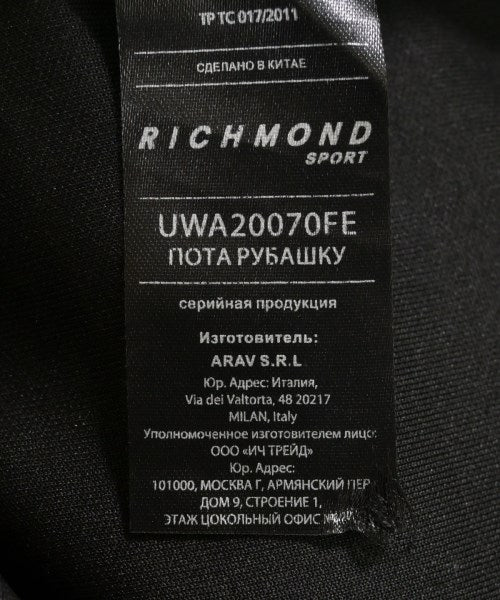 ТР ТС 017/2011
СДЕЛАНО В КИТАЕ
RICHMOND
SPORT
UWA20070FE
ПОТА РУБАШКУ
серийная продукция
Изготовитель:
ARAV S.R.L
Юр. Адрес: Италия,
Via dei Valtorta, 48 20217
MILAN, Italy
Уполномоченное изготовителем лицо:
ООО «ИЧ ТРЕЙД»
Юр. Адрес:
101000, МОСКВА Г, АРМЯНСКИЙ ПЕР,
ДОМ 9, СТРОЕНИЕ 1,
ЭТАЖ ЦОКОЛЬНЫЙ ОФИС